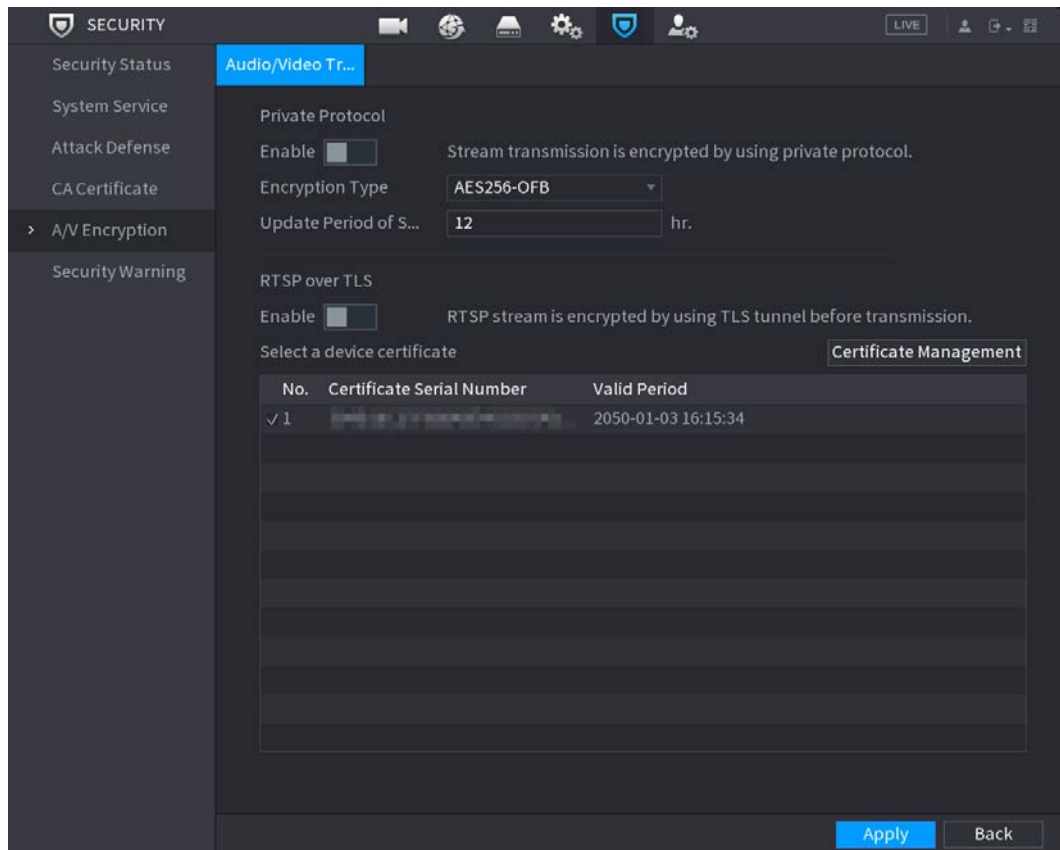 SECURITY
LIVE
Security Status
System Service
Attack Defense
CA Certificate
A/V Encryption
Security Warning
Audio/Video Tr...
Private Protocol
Enable Stream transmission is encrypted by using private protocol.
Encryption Type AES256-OFB
Update Period of S... 12 hr.
RTSP over TLS
Enable RTSP stream is encrypted by using TLS tunnel before transmission.
Select a device certificate Certificate Management
No. Certificate Serial Number Valid Period
1 2050-01-03 16:15:34
Apply Back